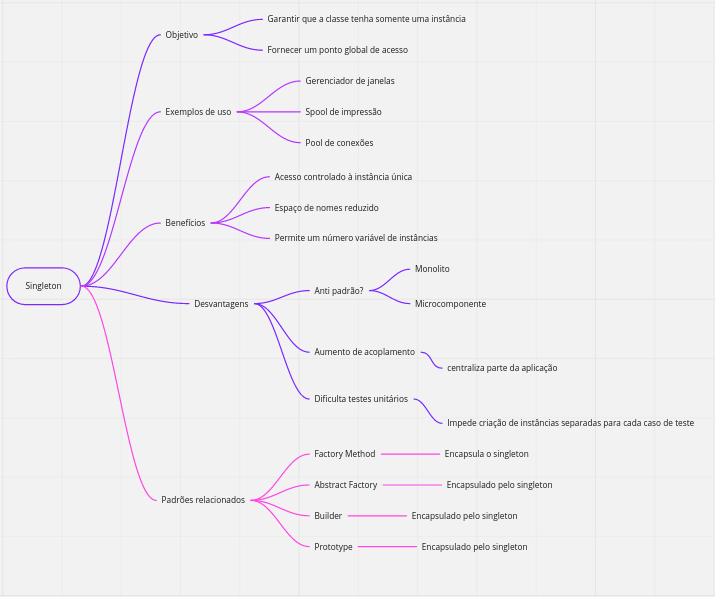 Singleton
Objetivo
Garantir que a classe tenha somente uma instância
Fornecer um ponto global de acesso
Exemplos de uso
Gerenciador de janelas
Spool de impressão
Pool de conexões
Benefícios
Acesso controlado à instância única
Espaço de nomes reduzido
Permite um número variável de instâncias
Desvantagens
Anti padrão?
Monolito
Microcomponente
Aumento de acoplamento
centraliza parte da aplicação
Dificulta testes unitários
Impede criação de instâncias separadas para cada caso de teste
Padrões relacionados
Factory Method
Encapsula o singleton
Abstract Factory
Encapsulado pelo singleton
Builder
Encapsulado pelo singleton
Prototype
Encapsulado pelo singleton